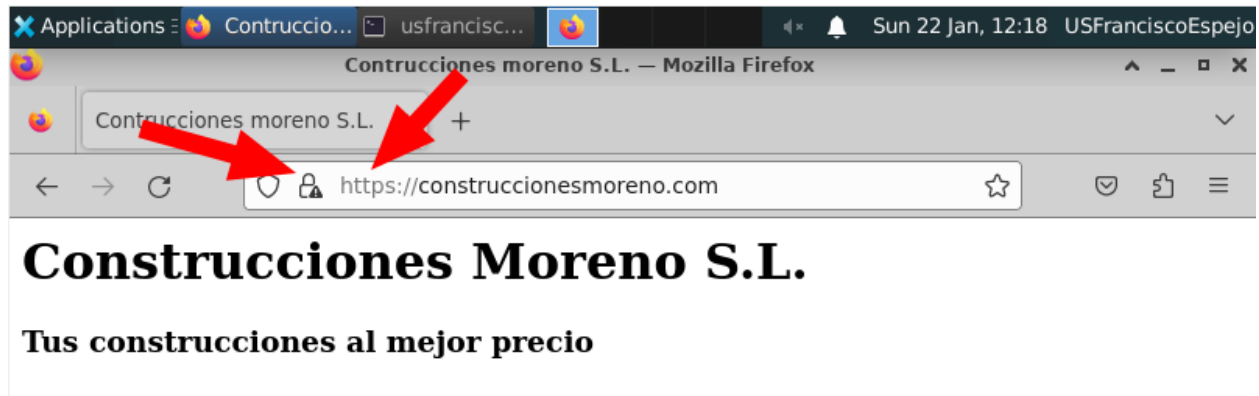 Applications Contruccio... usfrancisc... Sun 22 Jan, 12:18 USFranciscoEspejo
Contrucciones moreno S.L. — Mozilla Firefox
Contrucciones moreno S.L.
https://construccionesmoreno.com
Construcciones Moreno S.L.
Tus construcciones al mejor precio